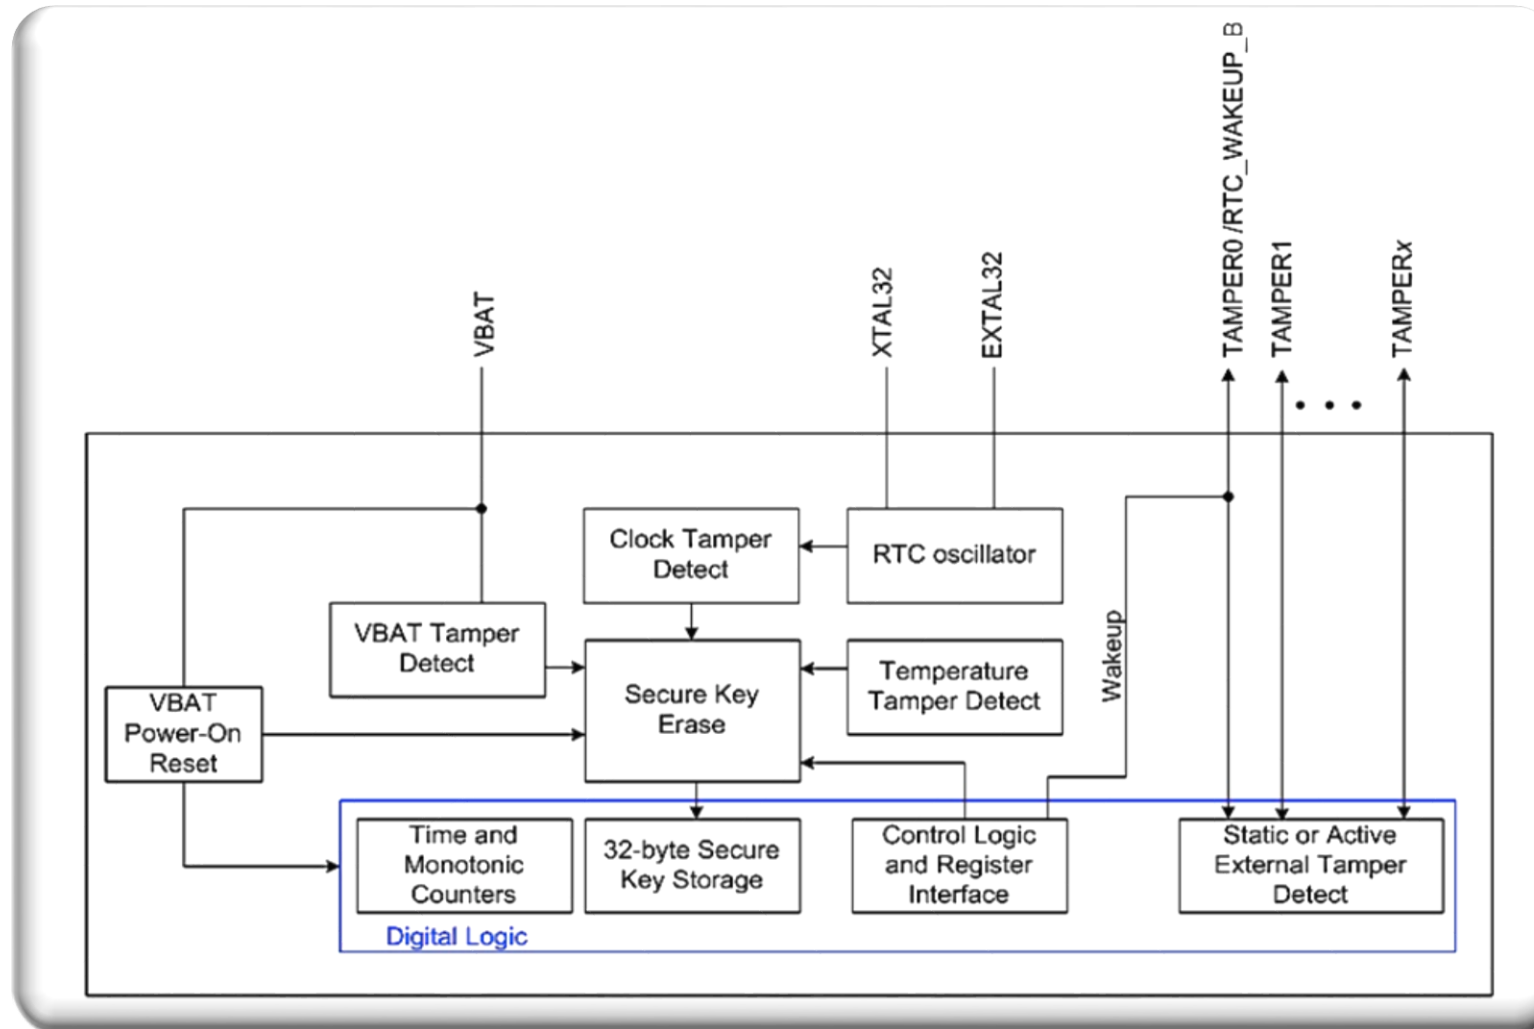 TAMPER0 /RTC_WAKEUP_B
TAMPER1
TAMPERx
XTAL32
EXTAL32
VBAT
Clock Tamper
Detect
RTC oscillator
VBAT Tamper
Detect
Secure Key
Erase
Temperature
Tamper Detect
Wakeup
VBAT
Power-On
Reset
Time and
Monotonic
Counters
32-byte Secure
Key Storage
Control Logic
and Register
Interface
Static or Active
External Tamper
Detect
Digital Logic